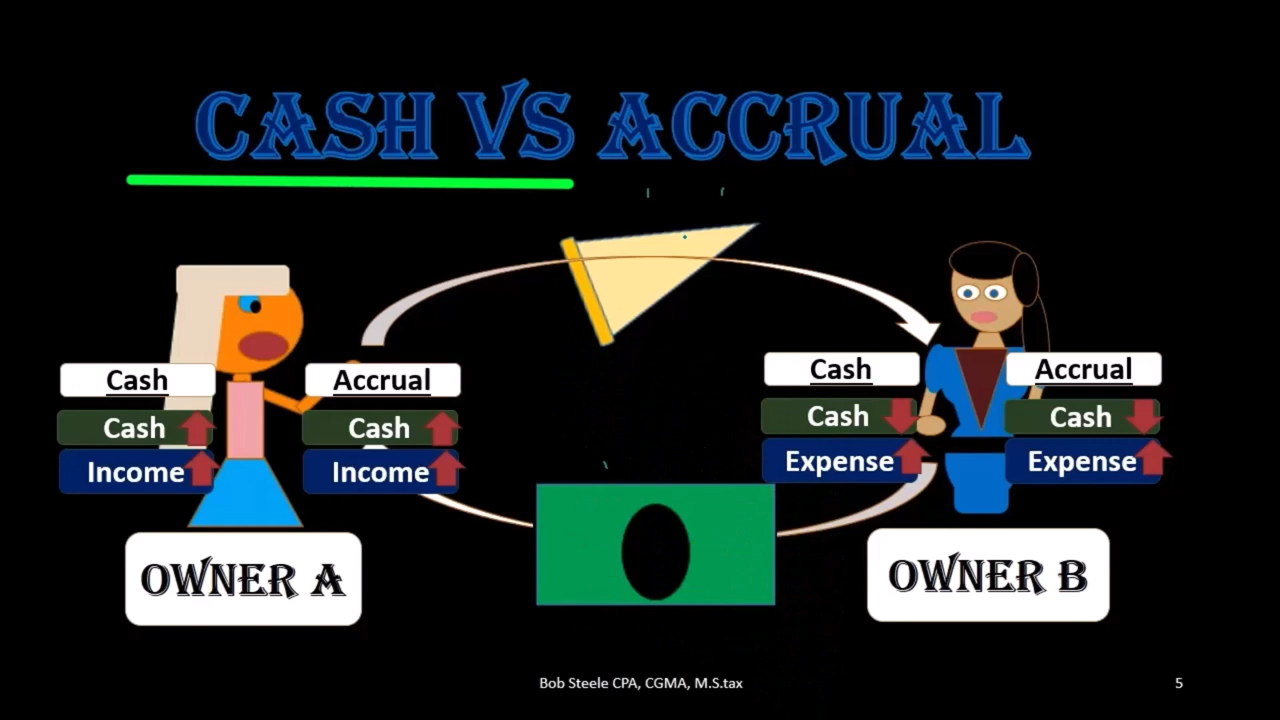 CASH VS ACCRUAL
Cash
Cash
Income
Accrual
Cash
Income
OWNER A
Cash
Cash
Expense
Accrual
Cash
Expense
OWNER B
Bob Steele CPA, CGMA, M.S.tax
5